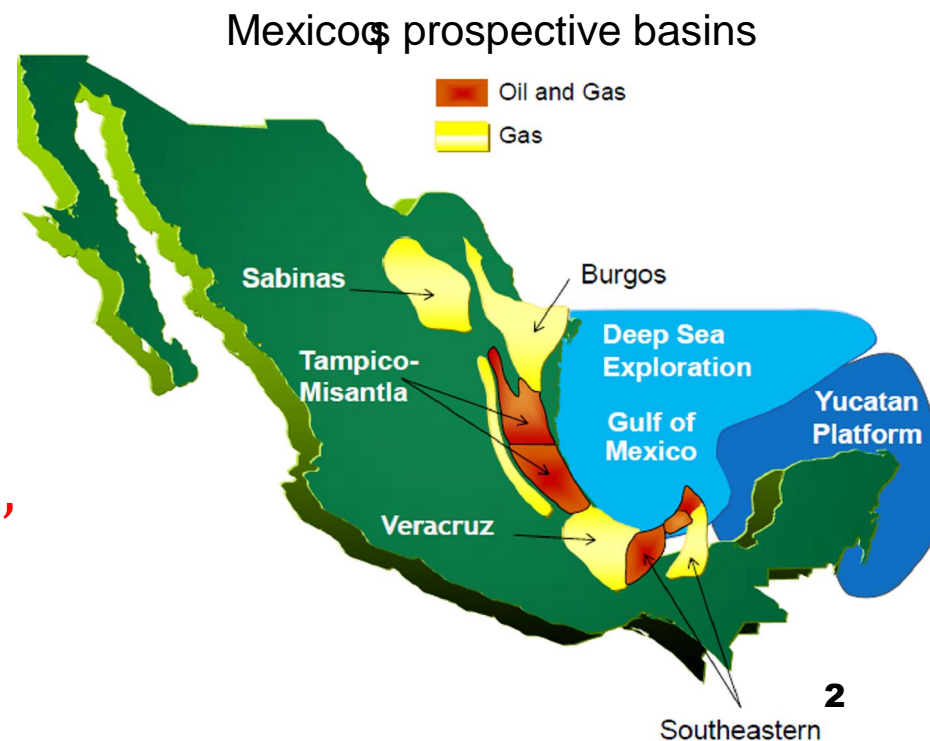 Mexicoqs prospective basins
Oil and Gas
Gas
Sabinas
Burgos
Deep Sea
Exploration
Tampico-
Misantla
Gulf of
Mexico
Yucatan
Platform
,
Veracruz
2
Southeastern